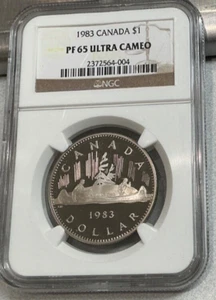 1983 CANADA $1
PF 65 ULTRA CAMEO
2372564-004
NGC
CANADA
1983
DOLLAR